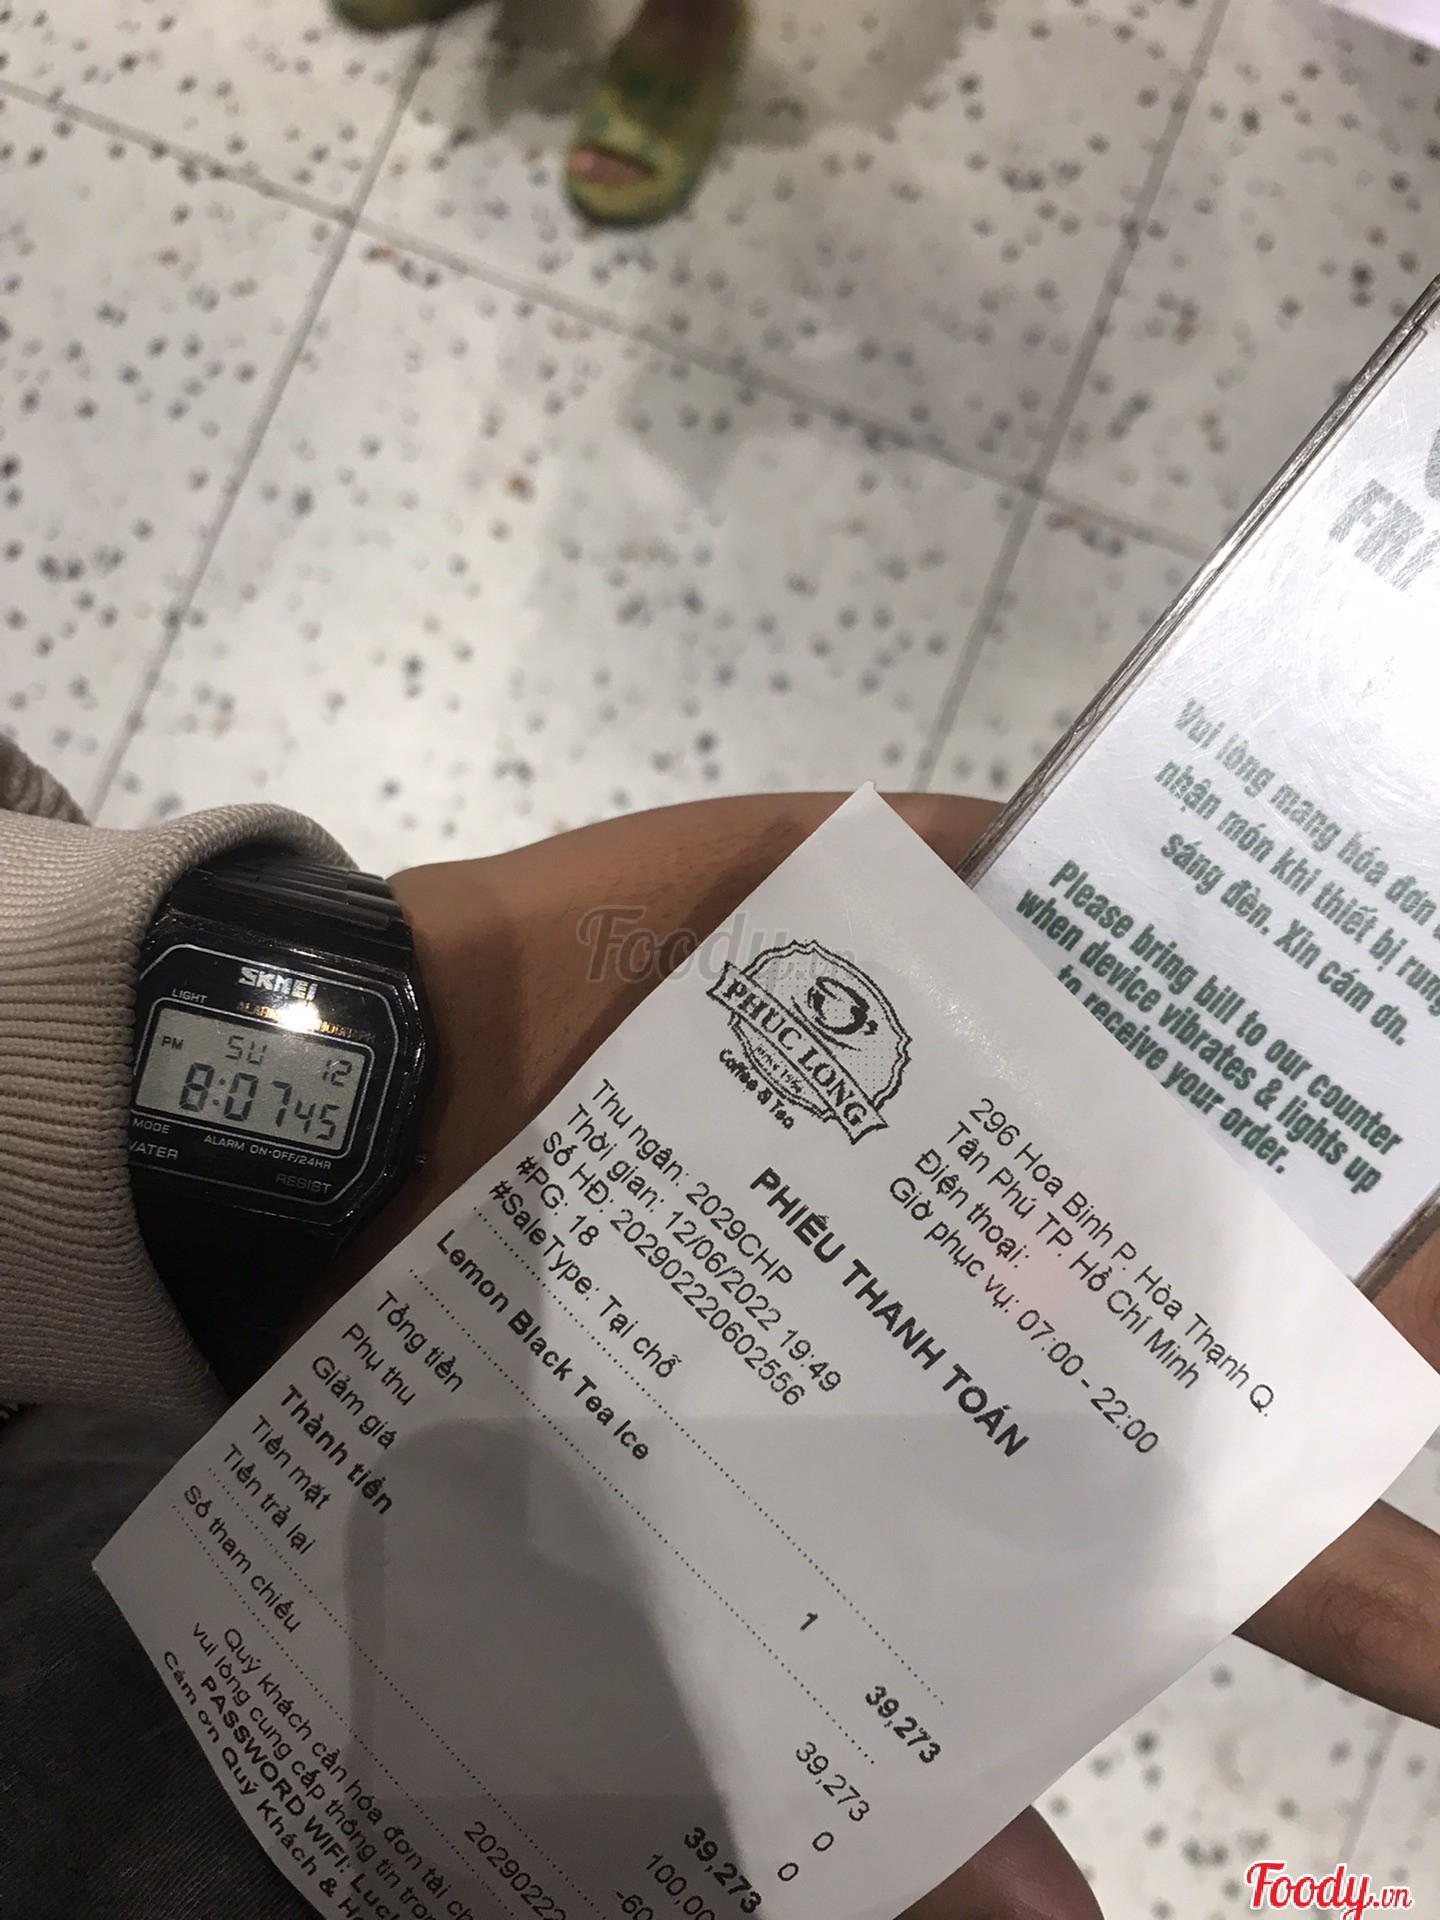 SKMEI
LIGHT
PM SU 12
8:07 45
MODE
ALARM ON·OFF/24HR
WATER
RESIST
Vui lòng mang hóa đơn
nhận món khi thiết bị rung
sáng đèn. Xin cám ơn.
Please bring bill to our counter
when device vibrates & lights up
to receive your order.
PHUC LONG
Coffee & Tea
296 Hoa Binh P. Hòa Thạnh Q.
Tân Phú TP. Hồ Chí Minh
Điện thoại:
Giờ phục vụ: 07:00 - 22:00
PHIẾU THANH TOÁN
Thu ngân: 2029CHP
Thời gian: 12/06/2022 19:49
Số HĐ: 202902220602556
#PG: 18
#SaleType: Tại chỗ
Lemon Black Tea Ice
1 39,273
Tổng tiền 39,273
Phụ thu 0
Giảm giá 0
Thành tiền 39,273
Tiền mặt 100,00
Tiền trả lại -60
Số tham chiếu 20290222
Quý khách cần hóa đơn tài
vui lòng cung cấp thông tin
PASSWORD WIFI:
Cám ơn Quý Khách &
Foody.vn
Foody.vn